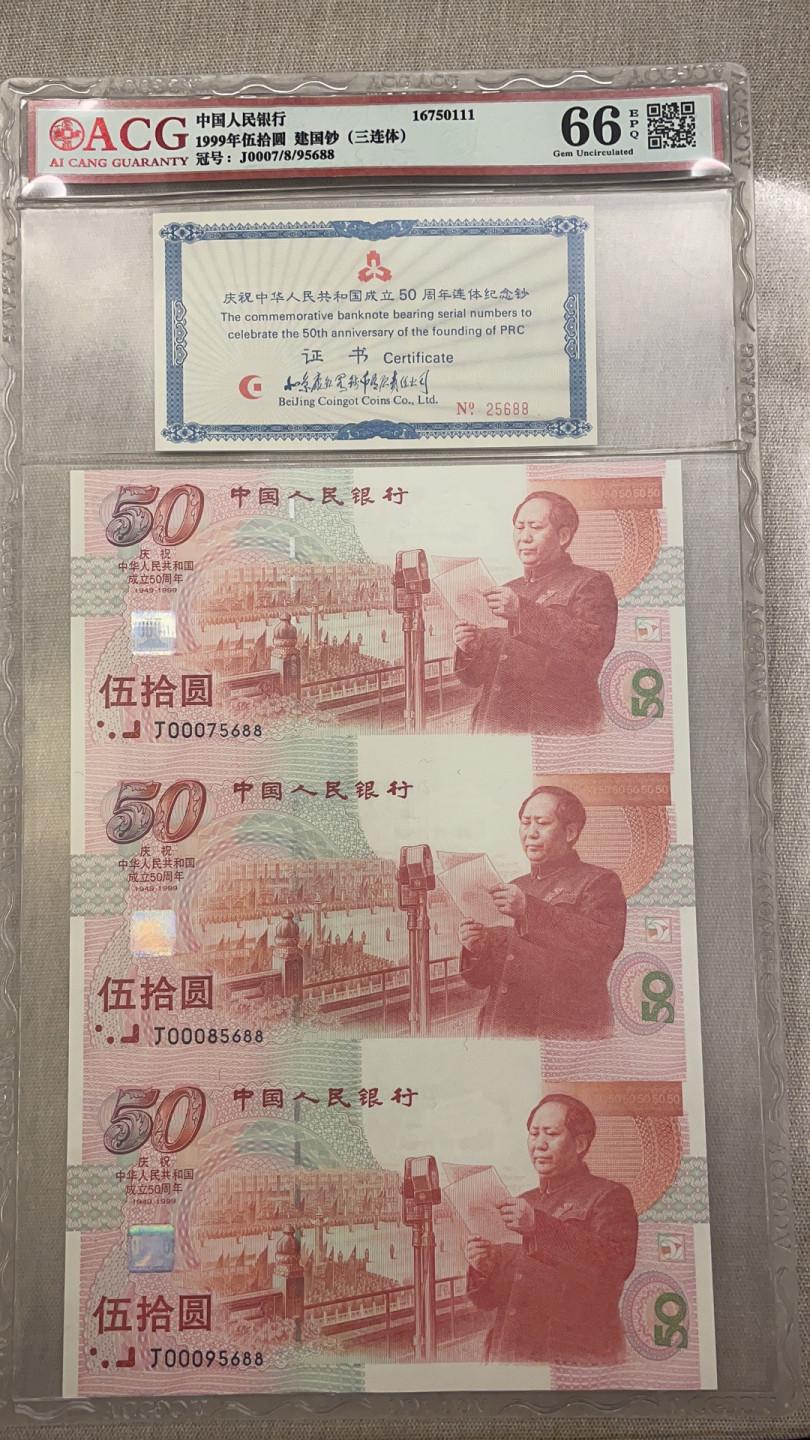 ACG
AI CANG GUARANTY
中国人民银行
16750111
1999年伍拾圆 建国钞（三连体）
冠号：J0007/8/95688
66
EPQ
Gem Uncirculated
庆祝中华人民共和国成立 50 周年连体纪念钞
The commemorative banknote bearing serial numbers to
celebrate the 50th anniversary of the founding of PRC
证 书 Certificate
BeiJing Coingot Coins Co., Ltd.
Nº 25688
50
中国人民银行
庆 祝
中华人民共和国
成立50周年
1949-1999
伍拾圆
J00075688
50
50
中国人民银行
庆 祝
中华人民共和国
成立50周年
1949-1999
伍拾圆
J00085688
50
50
中国人民银行
庆 祝
中华人民共和国
成立50周年
1949-1999
伍拾圆
J00095688
50